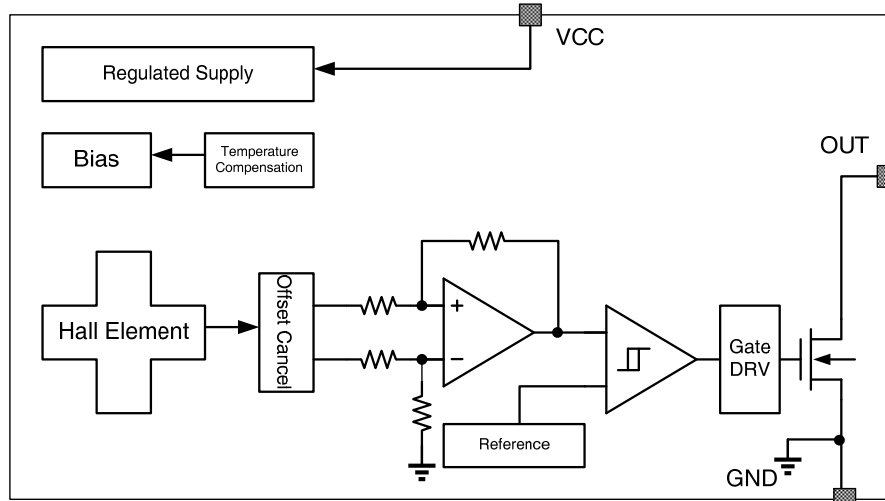 VCC
Regulated Supply
Bias
Temperature
Compensation
OUT
Hall Element
Offset Cancel
+
−
Gate
DRV
Reference
GND